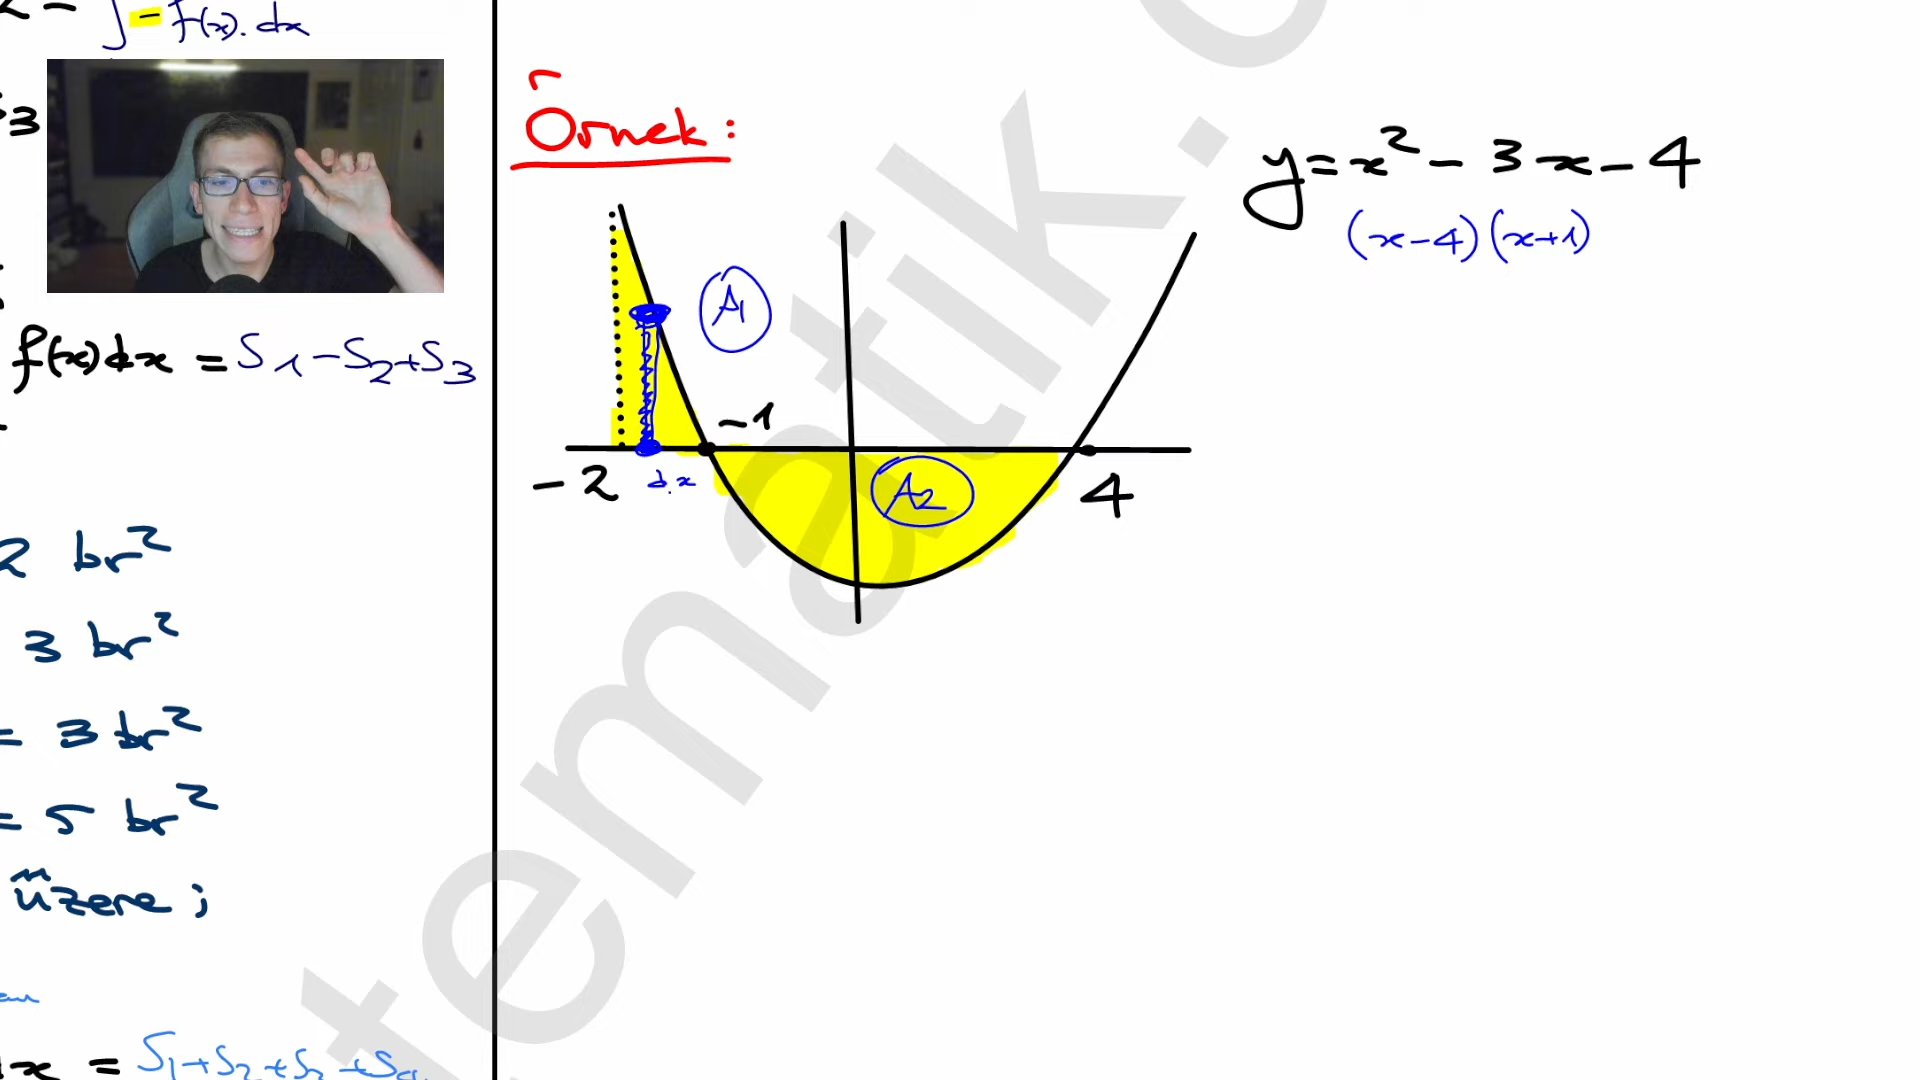 ∫ - f(x). dx
3
f(x)dx = S1 - S2 + S3
2 br²
3 br²
= 3 br²
= 5 br²
üzere ;
= S1 + S2 + S3 +
Örnek :
y = x² - 3x - 4
(x-4)(x+1)
A1
-1
-2
dx
A2
4
tematik.